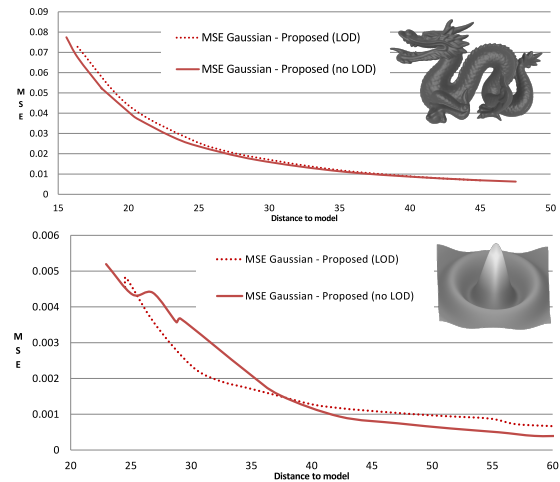 0.09
0.08
0.07
0.06
0.05
0.04
0.03
0.02
0.01
0
M
S
E
MSE Gaussian - Proposed (LOD)
MSE Gaussian - Proposed (no LOD)
15 20 25 30 35 40 45 50
Distance to model
0.006
0.005
0.004
0.003
0.002
0.001
0
M
S
E
MSE Gaussian - Proposed (LOD)
MSE Gaussian - Proposed (no LOD)
20 25 30 35 40 45 50 55 60
Distance to model